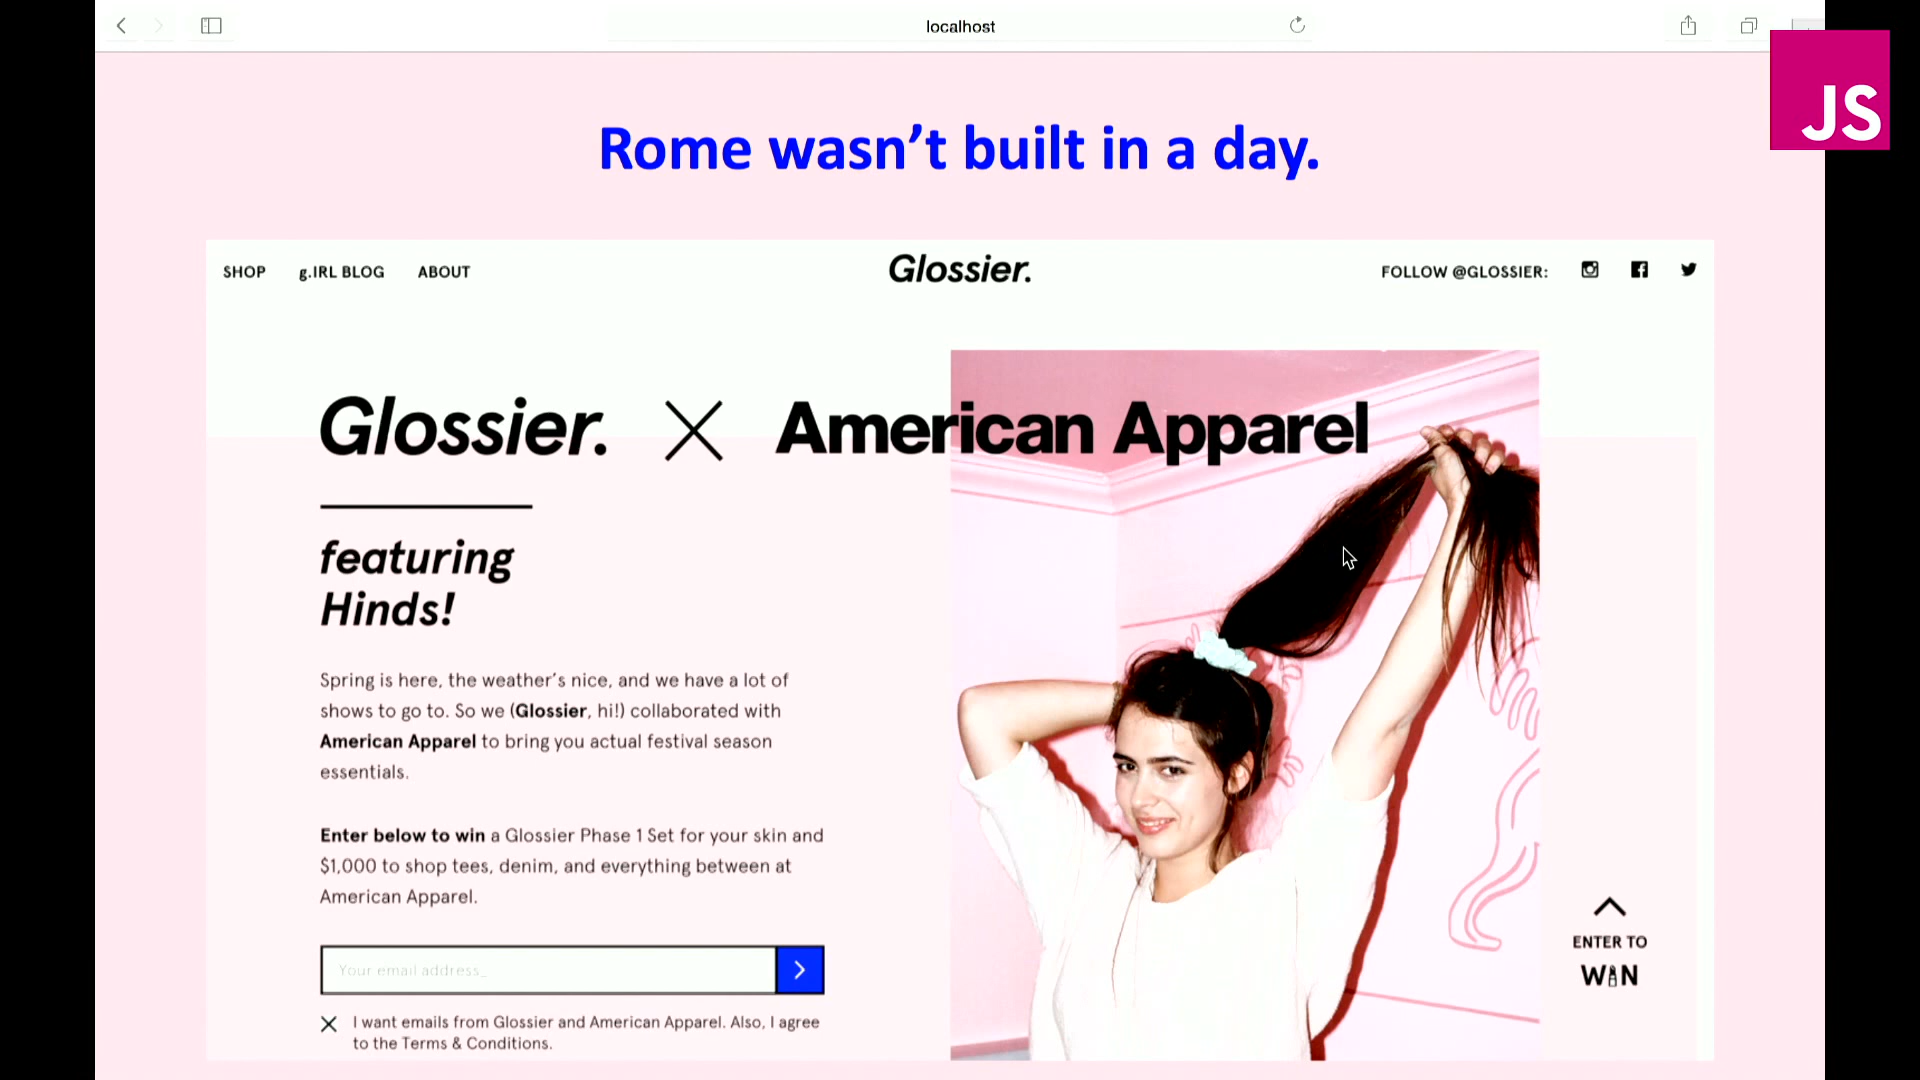 localhost
JS
Rome wasn’t built in a day.
SHOP g.IRL BLOG ABOUT Glossier. FOLLOW @GLOSSIER:
Glossier. X American Apparel
featuring
Hinds!
Spring is here, the weather’s nice, and we have a lot of
shows to go to. So we (Glossier, hi!) collaborated with
American Apparel to bring you actual festival season
essentials.
Enter below to win a Glossier Phase 1 Set for your skin and
$1,000 to shop tees, denim, and everything between at
American Apparel.
Your email address_
I want emails from Glossier and American Apparel. Also, I agree
to the Terms & Conditions.
ENTER TO
WIN